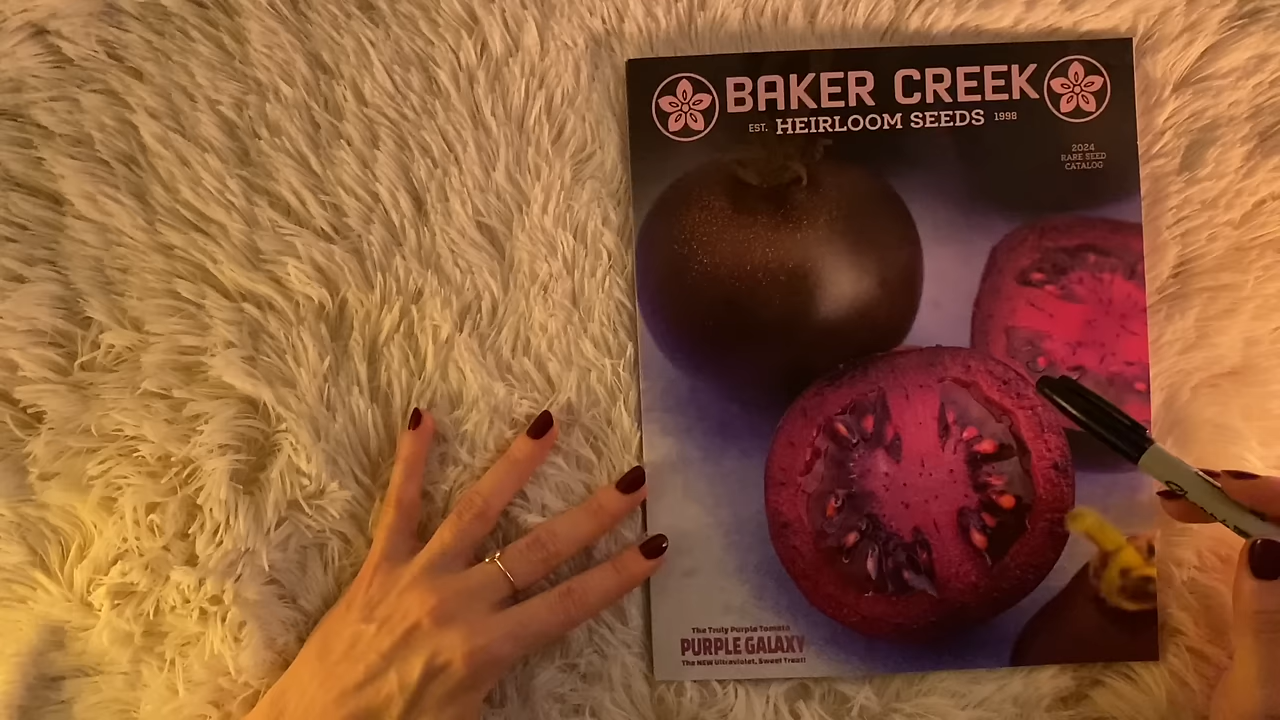 BAKER CREEK
EST. HEIRLOOM SEEDS 1998
2024
RARE SEED
CATALOG
The Truly Purple Tomato
PURPLE GALAXY
The NEW Ultraviolet, Sweet Treat!